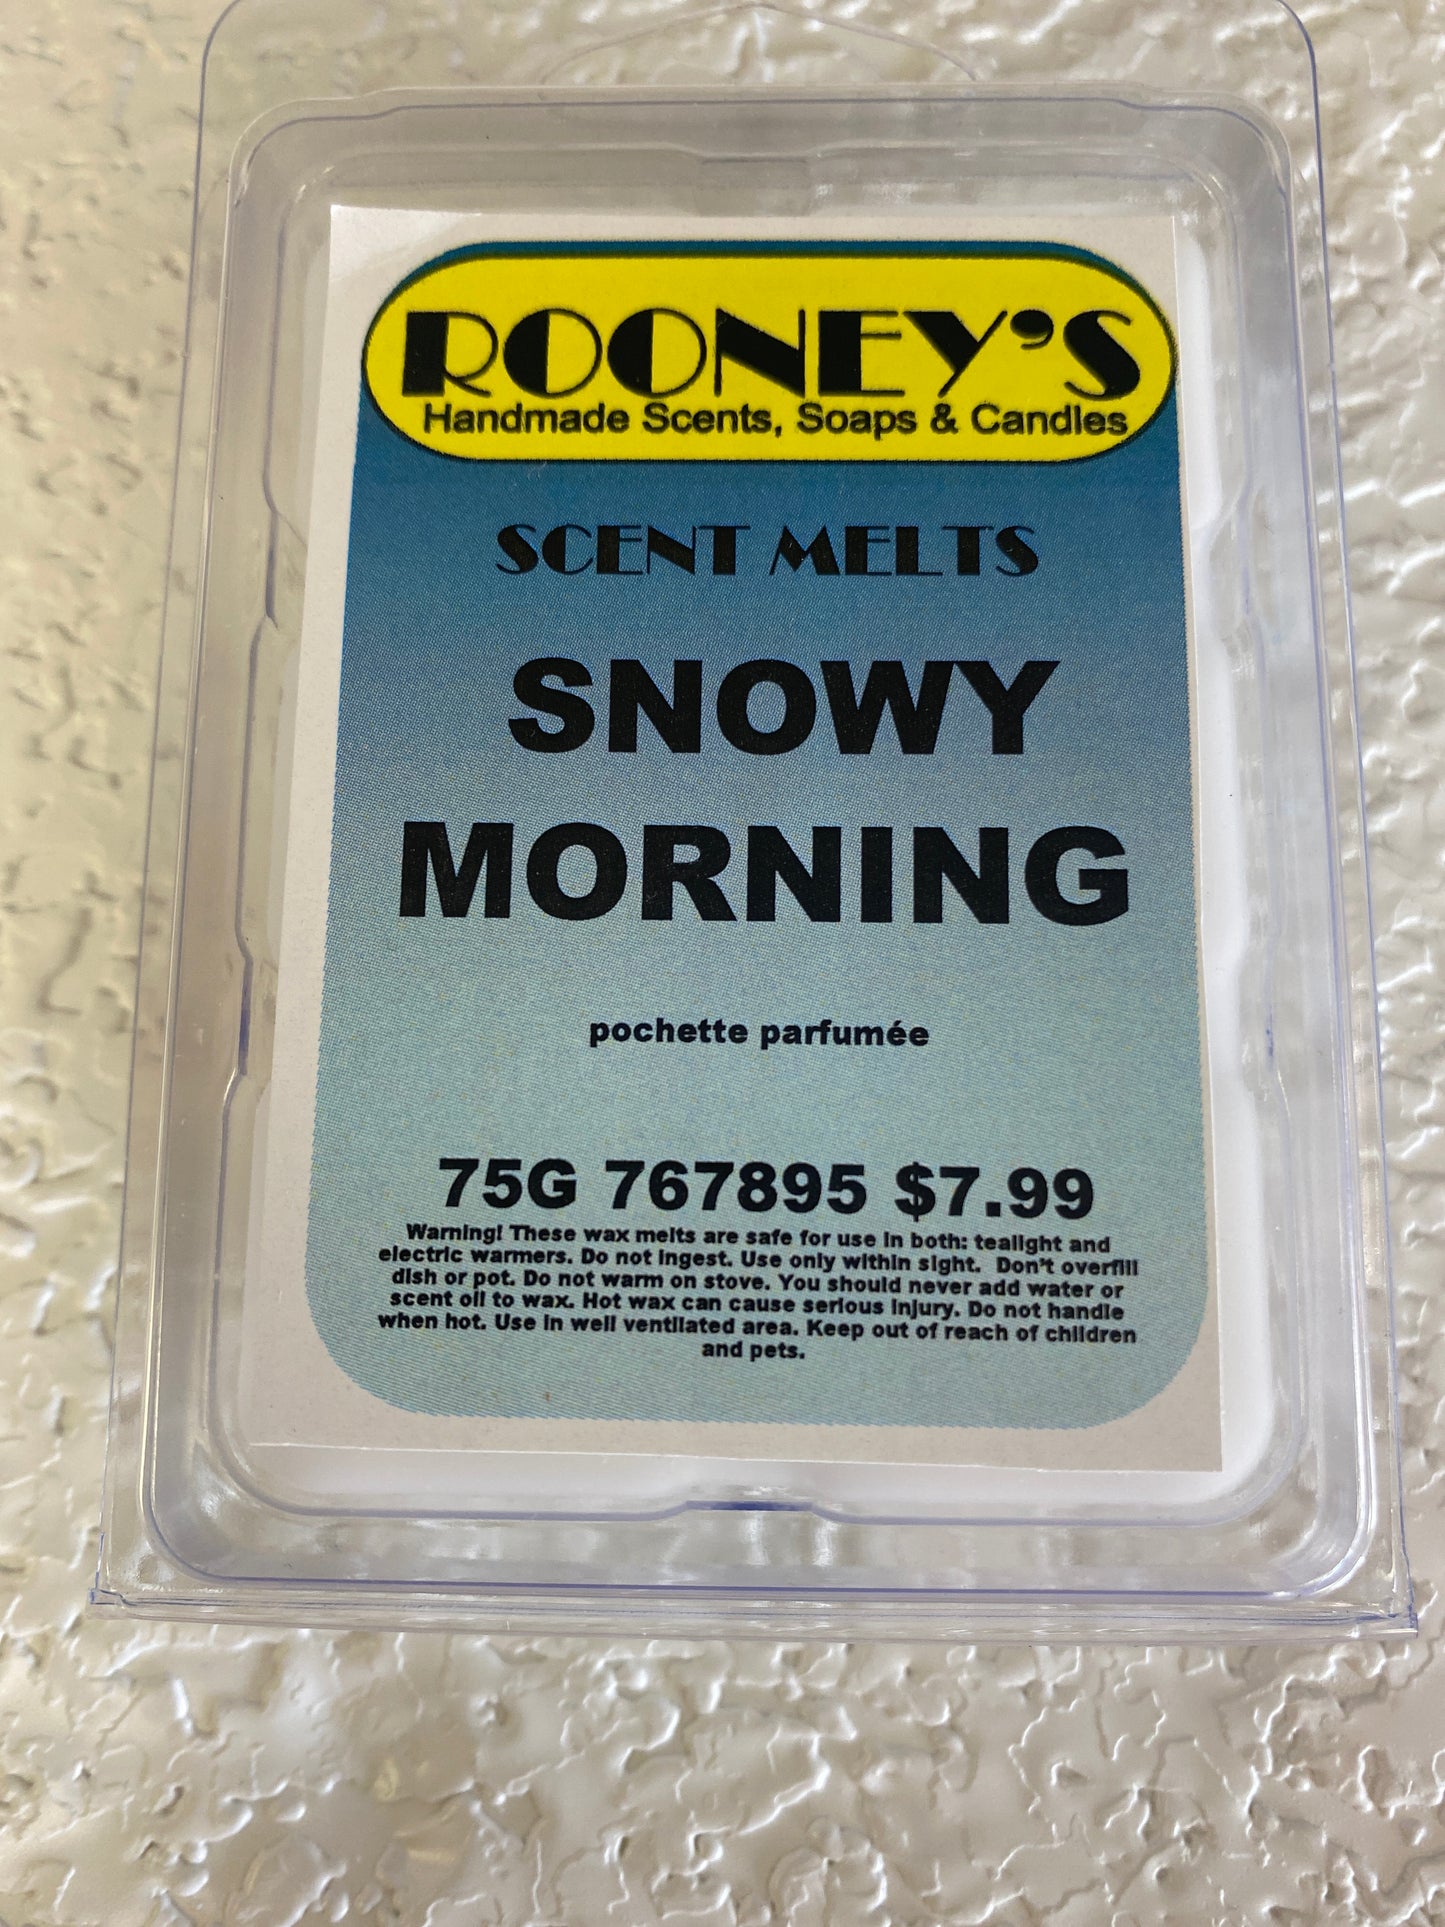 ROONEY'S
Handmade Scents, Soaps & Candles
SCENT MELTS
SNOWY
MORNING
pochette parfumée
75G 767895 $7.99
Warning! These wax melts are safe for use in both: tealight and
electric warmers. Do not ingest. Use only within sight. Don't overfill
dish or pot. Do not warm on stove. You should never add water or
scent oil to wax. Hot wax can cause serious injury. Do not handle
when hot. Use in well ventilated area. Keep out of reach of children
and pets.